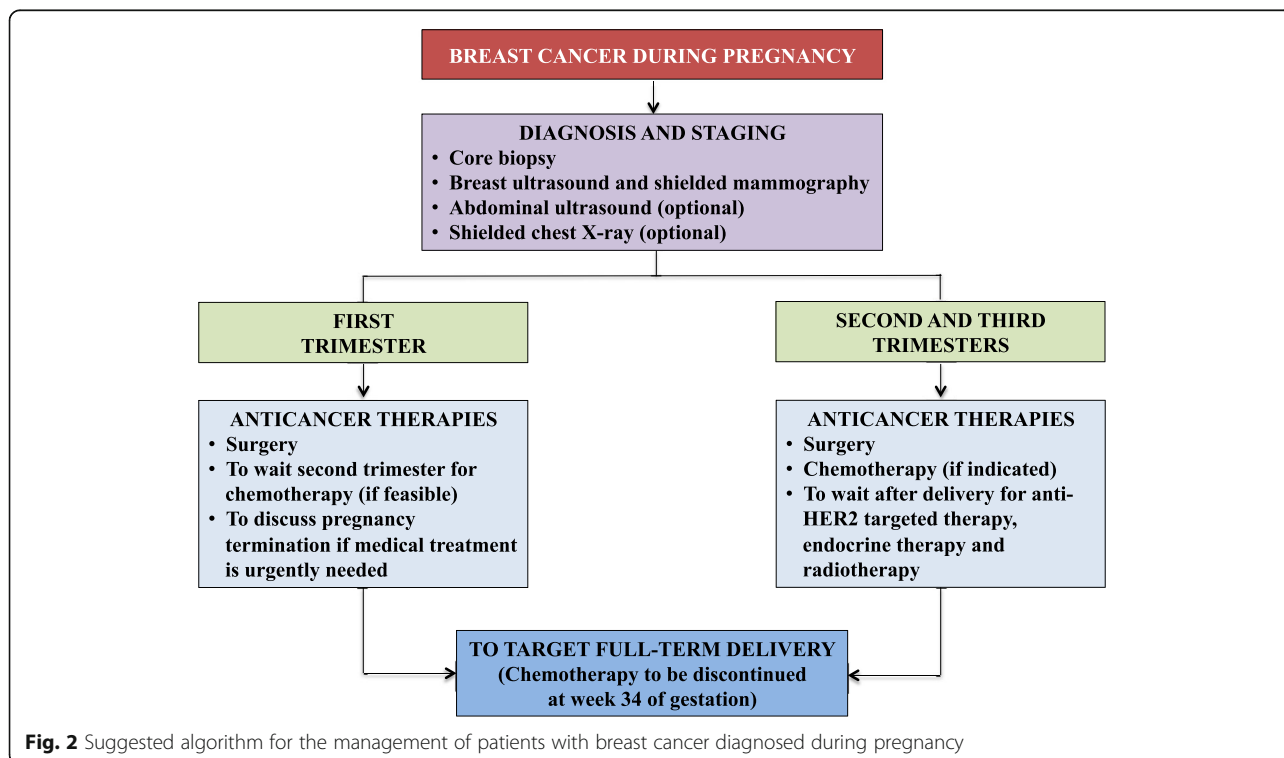 BREAST CANCER DURING PREGNANCY
DIAGNOSIS AND STAGING
• Core biopsy
• Breast ultrasound and shielded mammography
• Abdominal ultrasound (optional)
• Shielded chest X-ray (optional)
FIRST
TRIMESTER
SECOND AND THIRD
TRIMESTERS
ANTICANCER THERAPIES
• Surgery
• To wait second trimester for
chemotherapy (if feasible)
• To discuss pregnancy
termination if medical treatment
is urgently needed
ANTICANCER THERAPIES
• Surgery
• Chemotherapy (if indicated)
• To wait after delivery for anti-
HER2 targeted therapy,
endocrine therapy and
radiotherapy
TO TARGET FULL-TERM DELIVERY
(Chemotherapy to be discontinued
at week 34 of gestation)
Fig. 2 Suggested algorithm for the management of patients with breast cancer diagnosed during pregnancy